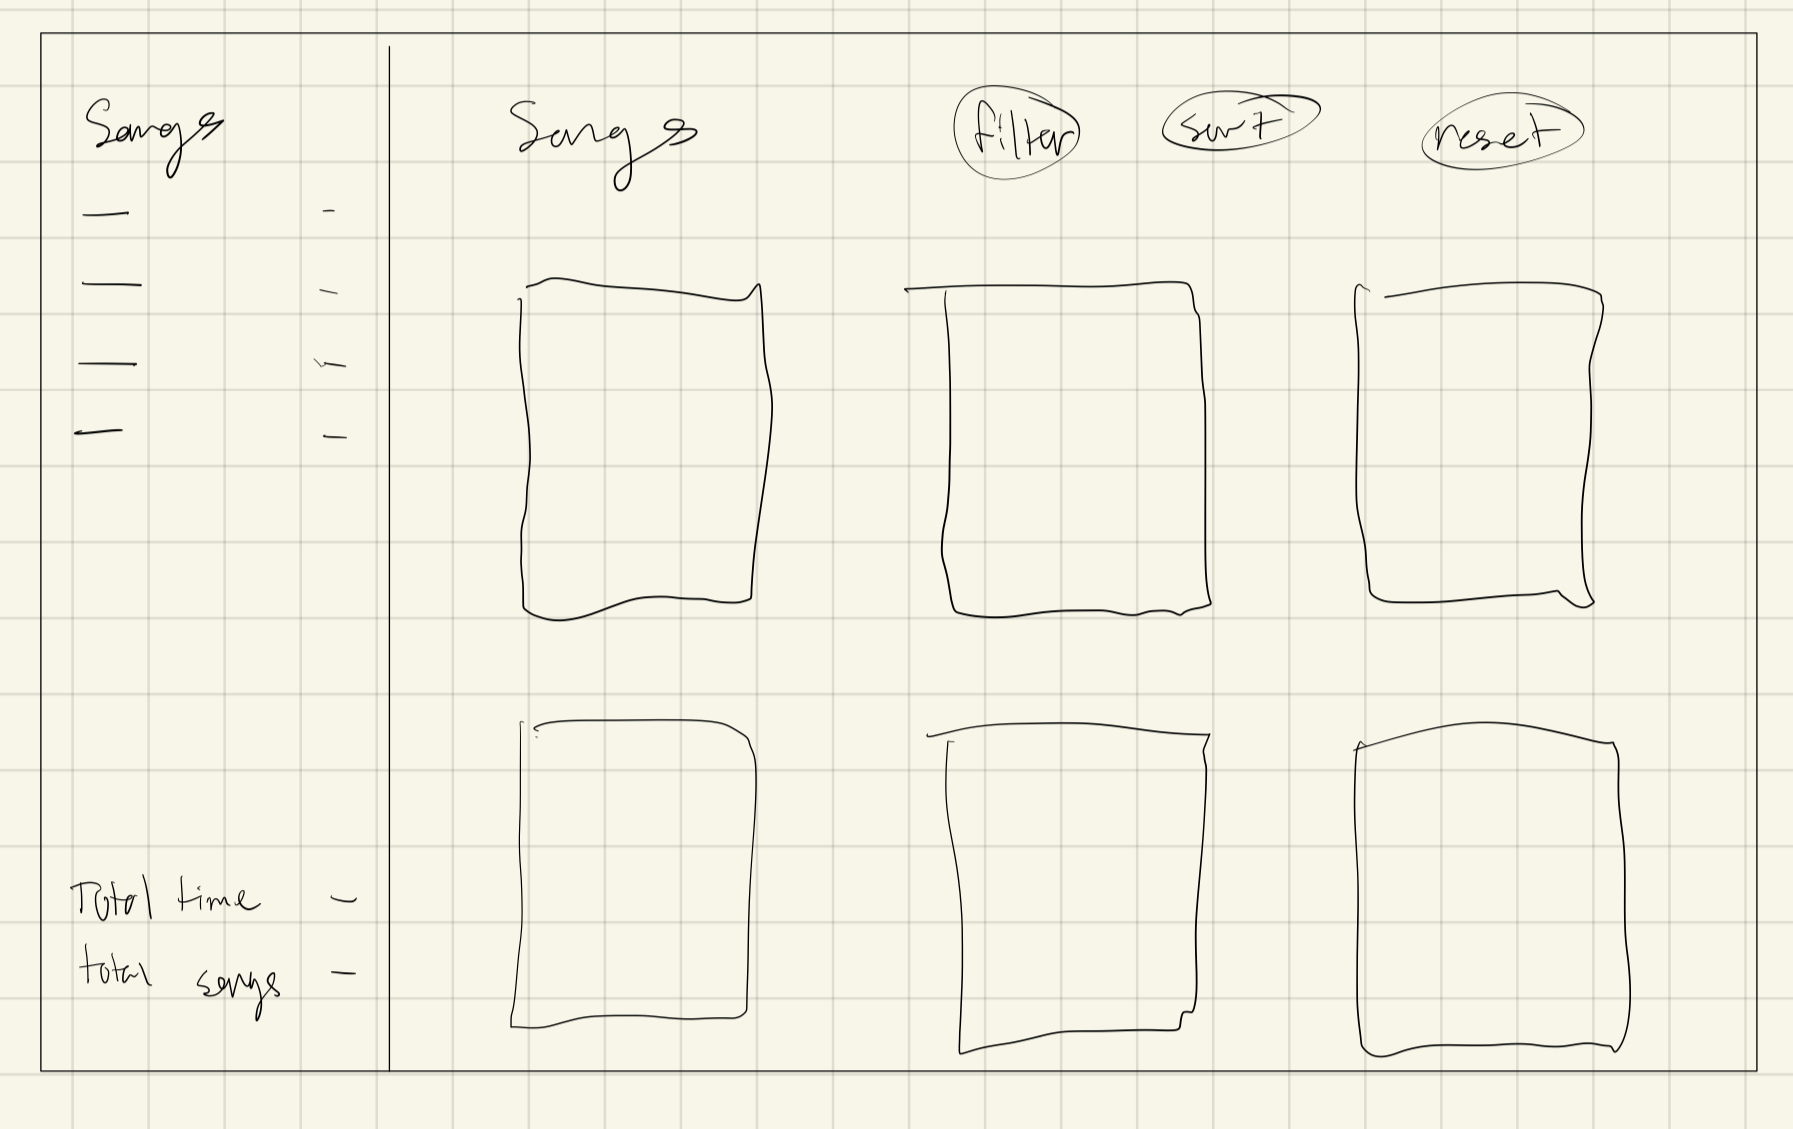 Songs
Songs
filter
sort
reset
Total time -
total songs -